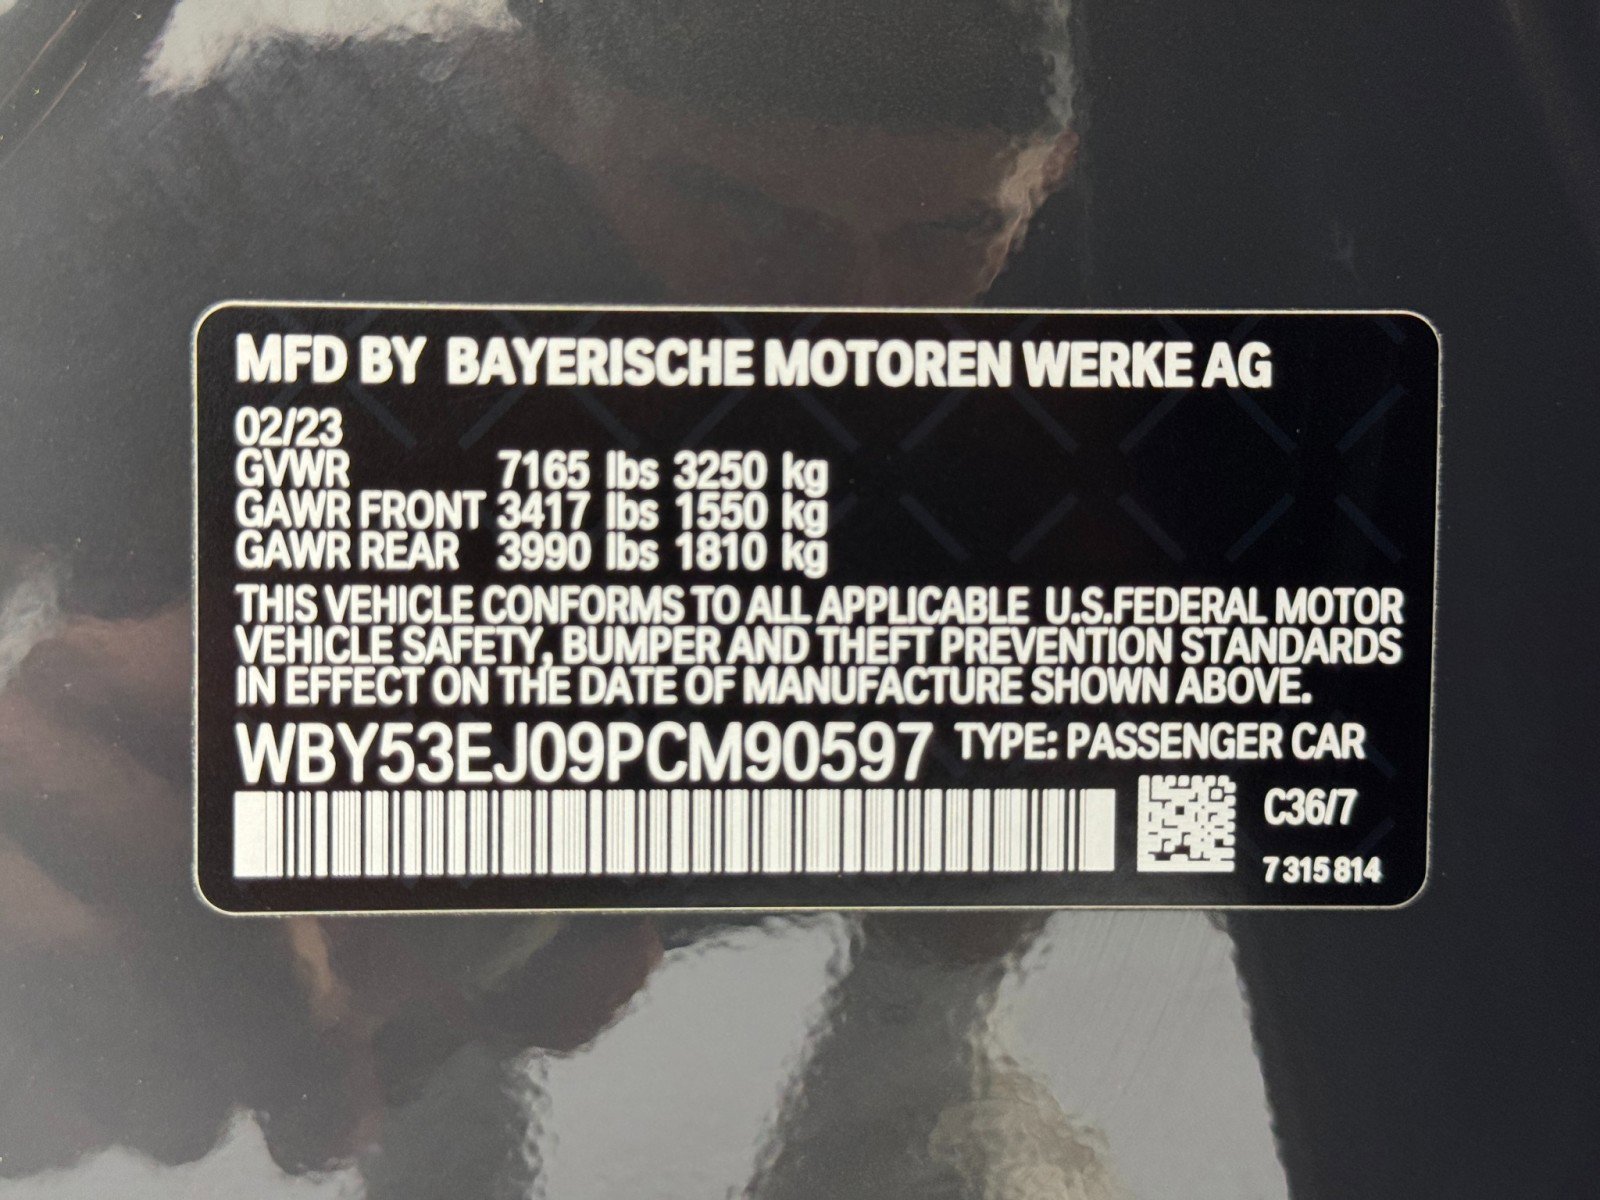 MFD BY BAYERISCHE MOTOREN WERKE AG
02/23
GVWR 7165 lbs 3250 kg
GAWR FRONT 3417 lbs 1550 kg
GAWR REAR 3990 lbs 1810 kg
THIS VEHICLE CONFORMS TO ALL APPLICABLE U.S.FEDERAL MOTOR
VEHICLE SAFETY, BUMPER AND THEFT PREVENTION STANDARDS
IN EFFECT ON THE DATE OF MANUFACTURE SHOWN ABOVE.
WBY53EJ09PCM90597 TYPE: PASSENGER CAR
C36/7
7 315 814